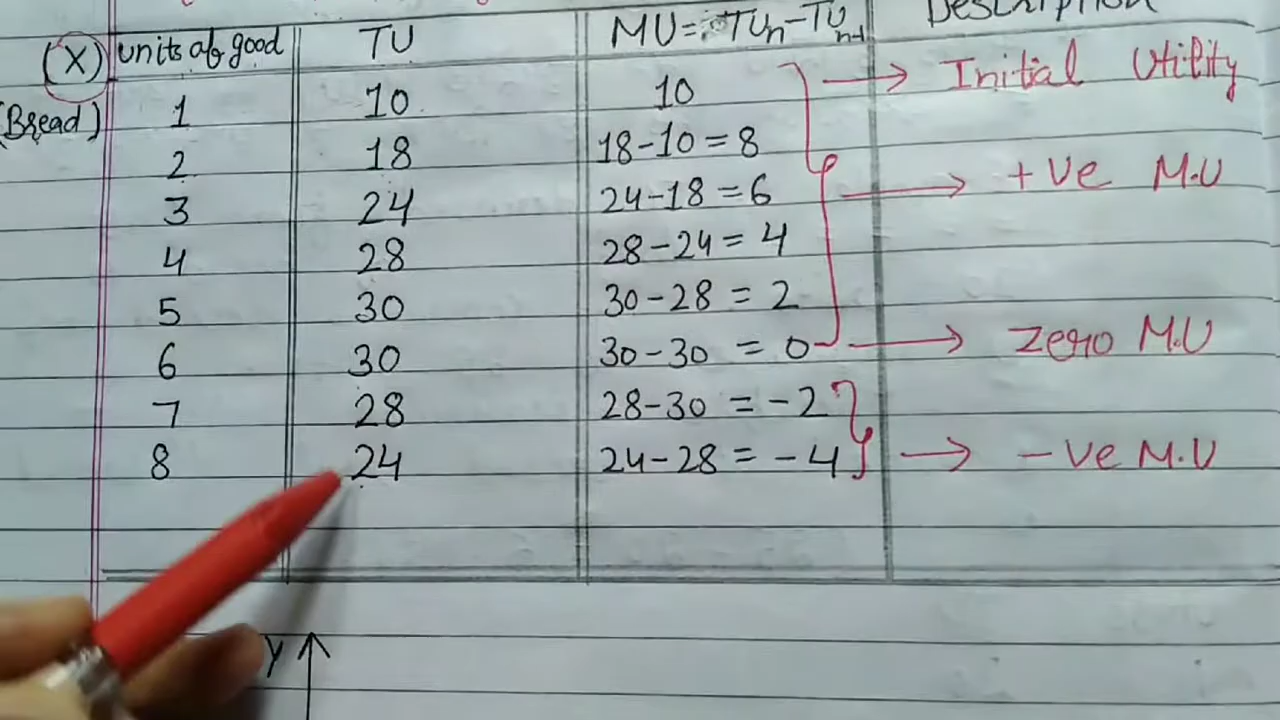 Description
(X) units of good TU MU = TUn - TUn-1
(Bread) 1 10 10 → Initial Utility
2 18 18-10 = 8 → +ve M.U
3 24 24-18 = 6
4 28 28-24 = 4
5 30 30-28 = 2
6 30 30-30 = 0 → Zero M.U
7 28 28-30 = -2
8 24 24-28 = -4 → -ve M.U
y